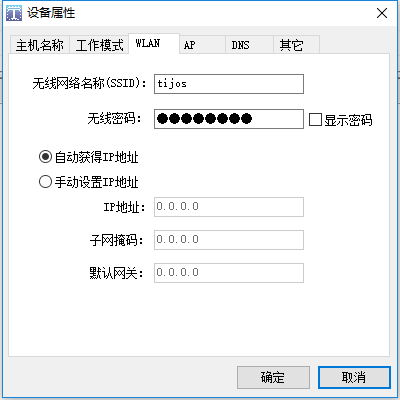 设备属性
主机名称 工作模式 WLAN AP DNS 其它
无线网络名称(SSID): tijos
无线密码: ●●●●●●●● 显示密码
自动获得IP地址
手动设置IP地址
IP地址: 0.0.0.0
子网掩码: 0.0.0.0
默认网关: 0.0.0.0
确定 取消